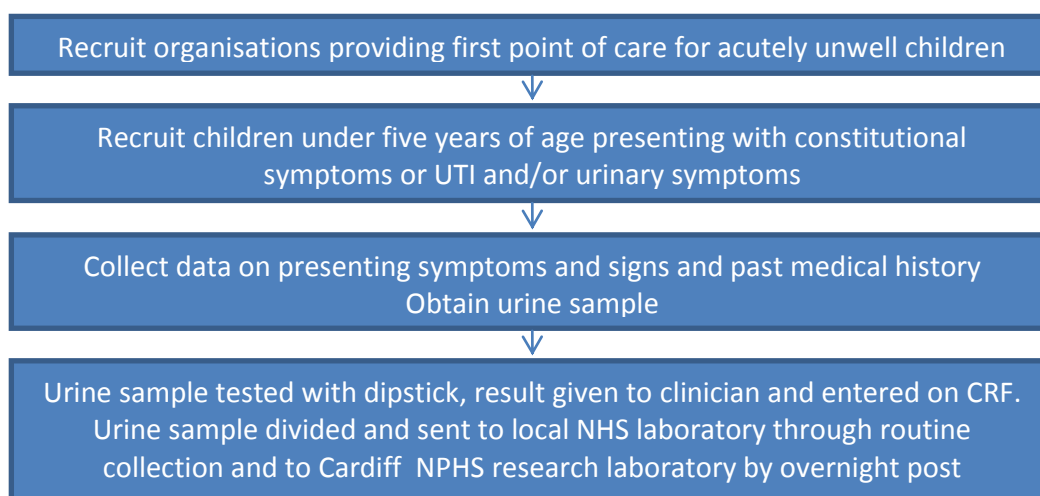 Recruit organisations providing first point of care for acutely unwell children
Recruit children under five years of age presenting with constitutional
symptoms or UTI and/or urinary symptoms
Collect data on presenting symptoms and signs and past medical history
Obtain urine sample
Urine sample tested with dipstick, result given to clinician and entered on CRF.
Urine sample divided and sent to local NHS laboratory through routine
collection and to Cardiff NPHS research laboratory by overnight post